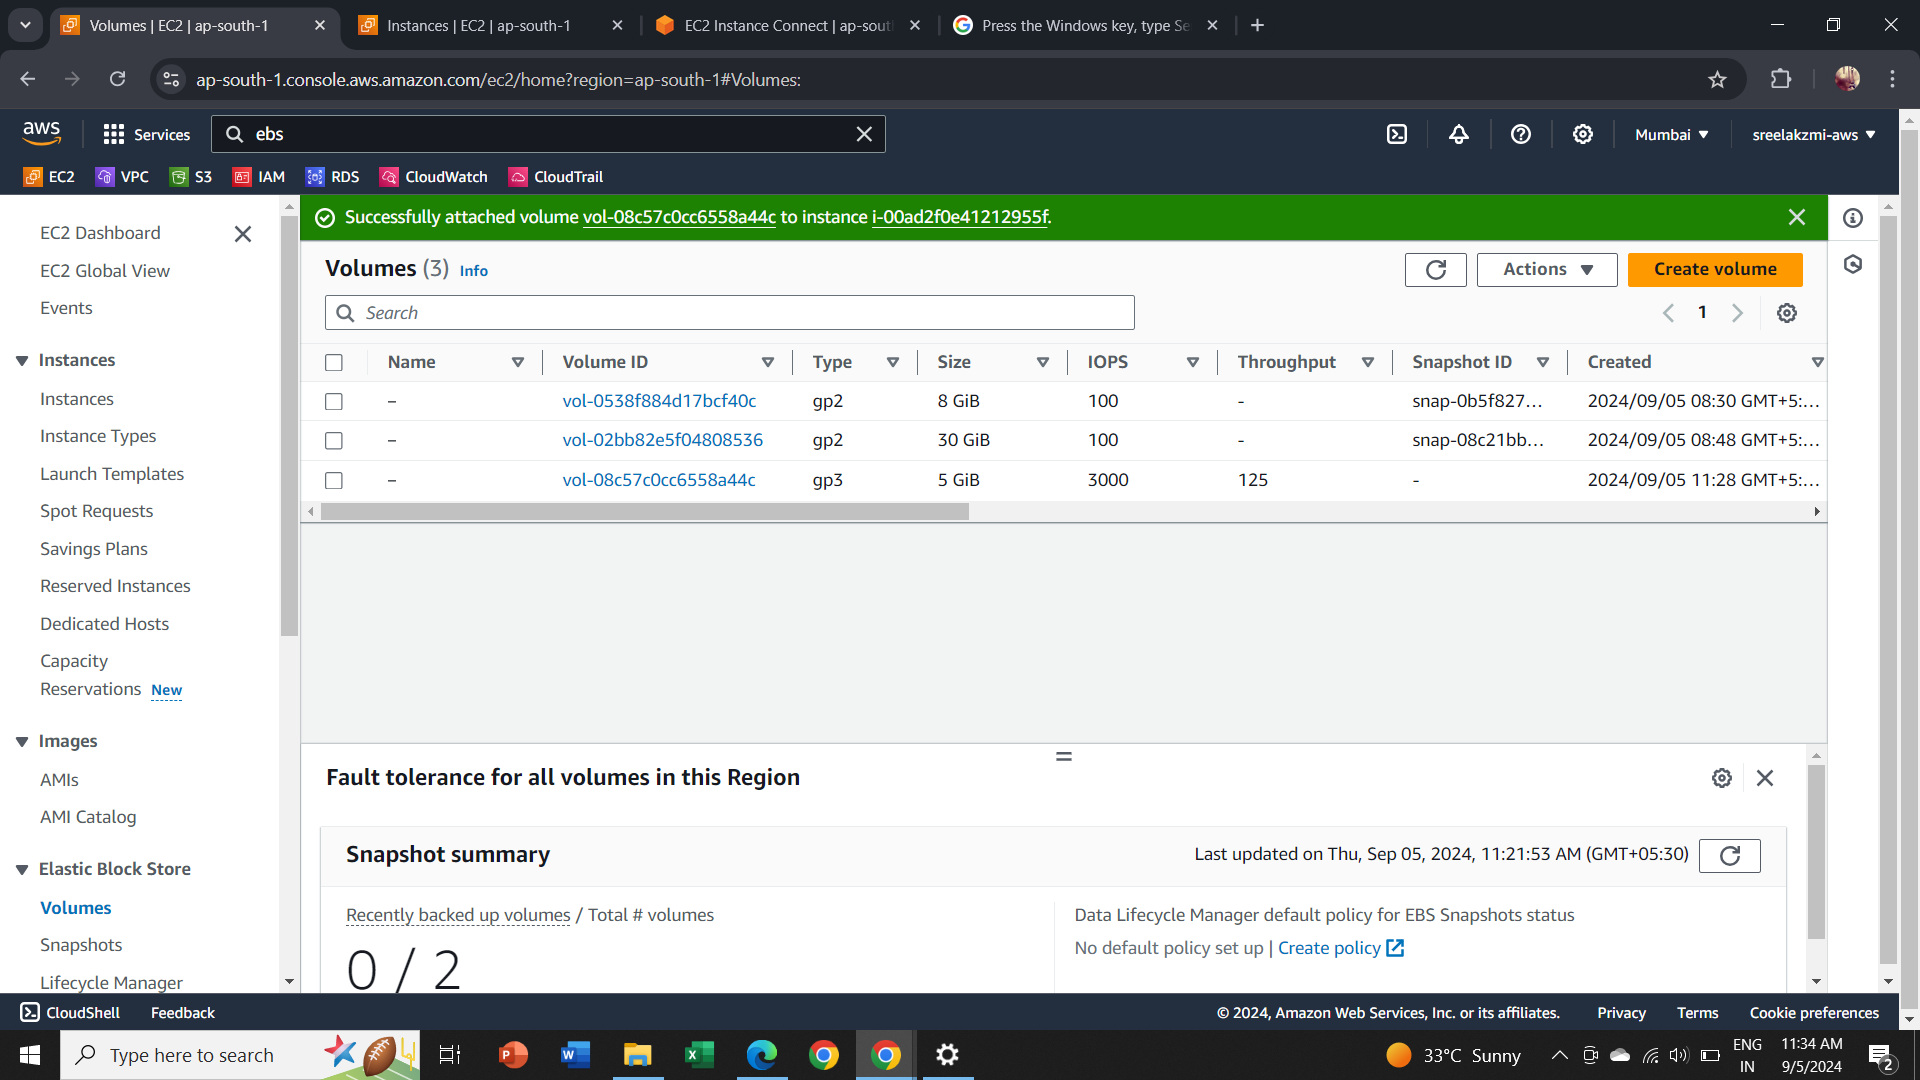 Volumes | EC2 | ap-south-1
Instances | EC2 | ap-south-1
EC2 Instance Connect | ap-sout
Press the Windows key, type Se
ap-south-1.console.aws.amazon.com/ec2/home?region=ap-south-1#Volumes:
aws
Services
ebs
Mumbai
sreelakzmi-aws
EC2
VPC
S3
IAM
RDS
CloudWatch
CloudTrail
EC2 Dashboard
EC2 Global View
Events
Instances
Instances
Instance Types
Launch Templates
Spot Requests
Savings Plans
Reserved Instances
Dedicated Hosts
Capacity
Reservations New
Images
AMIs
AMI Catalog
Elastic Block Store
Volumes
Snapshots
Lifecycle Manager
Successfully attached volume vol-08c57c0cc6558a44c to instance i-00ad2f0e41212955f.
Volumes (3) Info
Actions
Create volume
Search
1
Name Volume ID Type Size IOPS Throughput Snapshot ID Created
– vol-0538f884d17bcf40c gp2 8 GiB 100 - snap-0b5f827... 2024/09/05 08:30 GMT+5:...
– vol-02bb82e5f04808536 gp2 30 GiB 100 - snap-08c21bb... 2024/09/05 08:48 GMT+5:...
– vol-08c57c0cc6558a44c gp3 5 GiB 3000 125 - 2024/09/05 11:28 GMT+5:...
Fault tolerance for all volumes in this Region
Snapshot summary
Last updated on Thu, Sep 05, 2024, 11:21:53 AM (GMT+05:30)
Recently backed up volumes / Total # volumes
0 / 2
Data Lifecycle Manager default policy for EBS Snapshots status
No default policy set up | Create policy
CloudShell
Feedback
© 2024, Amazon Web Services, Inc. or its affiliates.
Privacy
Terms
Cookie preferences
Type here to search
33°C Sunny
ENG
IN
11:34 AM
9/5/2024
2